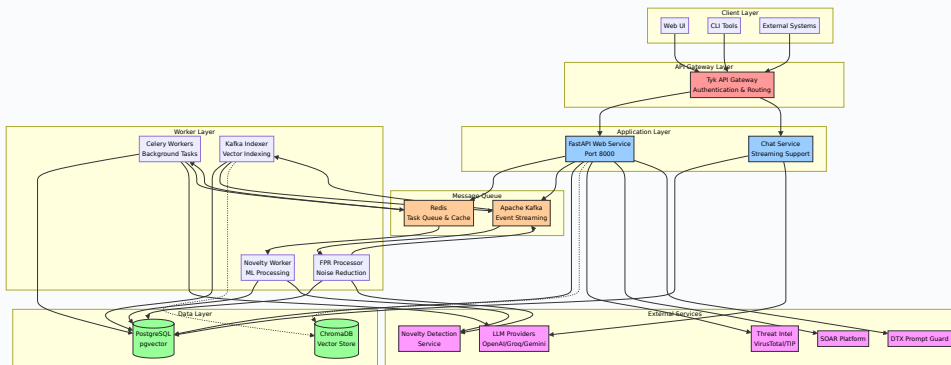 Client Layer
Web UI
CLI Tools
External Systems
API Gateway Layer
Tyk API Gateway
Authentication & Routing
Worker Layer
Celery Workers
Background Tasks
Kafka Indexer
Vector Indexing
Application Layer
FastAPI Web Service
Port 8000
Chat Service
Streaming Support
Message Queue
Redis
Task Queue & Cache
Apache Kafka
Event Streaming
Novelty Worker
ML Processing
FPR Processor
Noise Reduction
Data Layer
PostgreSQL
pgvector
ChromaDB
Vector Store
External Services
Novelty Detection
Service
LLM Providers
OpenAI/Groq/Gemini
Threat Intel
VirusTotal/TIP
SOAR Platform
DTX Prompt Guard